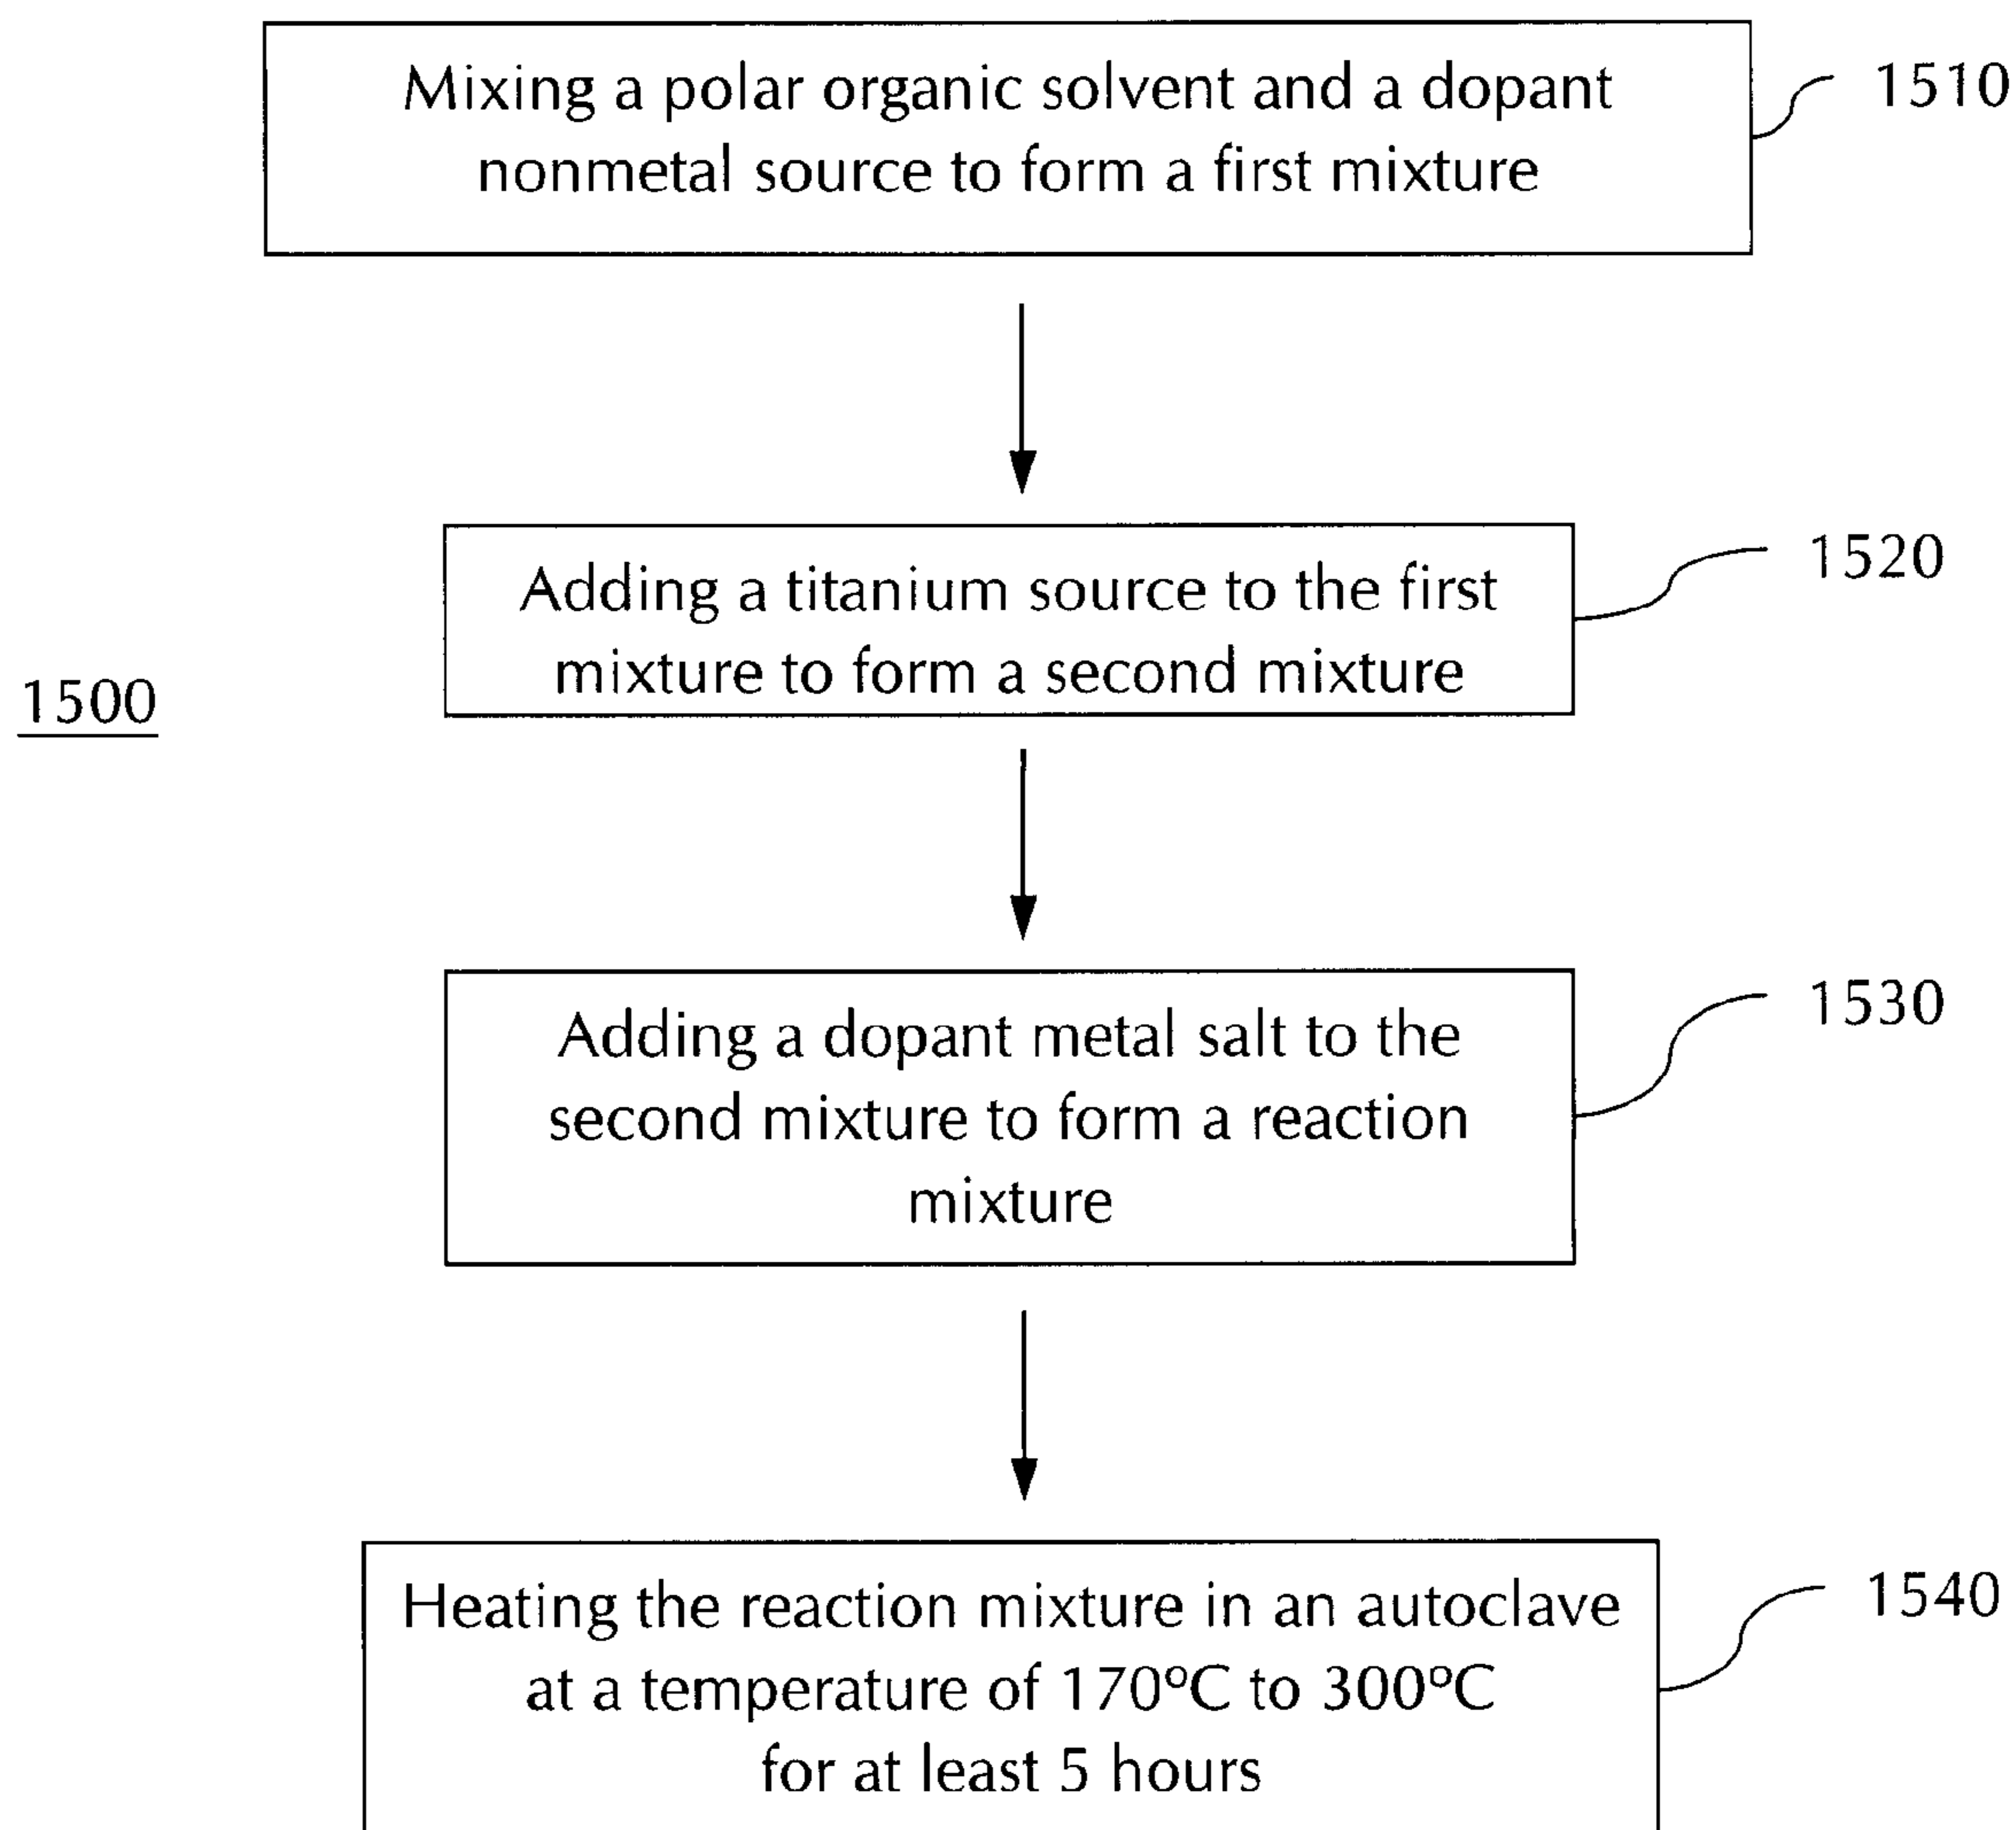 Mixing a polar organic solvent and a dopant
nonmetal source to form a first mixture
1510
Adding a titanium source to the first
mixture to form a second mixture
1520
1500
Adding a dopant metal salt to the
second mixture to form a reaction
mixture
1530
Heating the reaction mixture in an autoclave
at a temperature of 170ºC to 300ºC
for at least 5 hours
1540